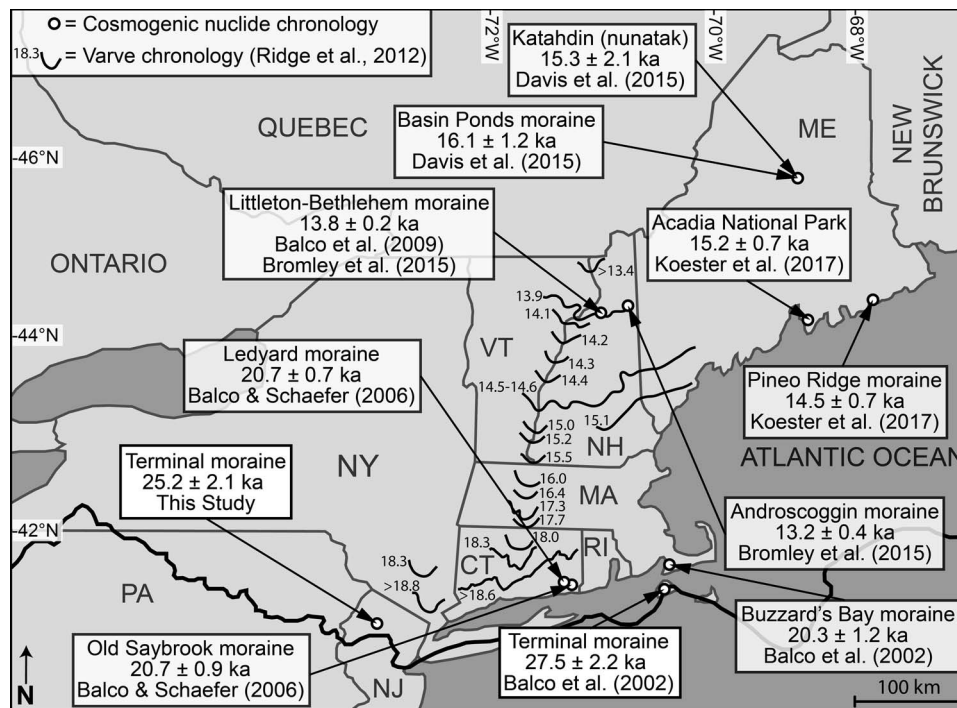 = Cosmogenic nuclide chronology
18.3 = Varve chronology (Ridge et al., 2012)
-72°W
-70°W
-68°W
Katahdin (nunatak)
15.3 ± 2.1 ka
Davis et al. (2015)
QUEBEC
ME
NEW
BRUNSWICK
Basin Ponds moraine
16.1 ± 1.2 ka
Davis et al. (2015)
46°N
Littleton-Bethlehem moraine
13.8 ± 0.2 ka
Balco et al. (2009)
Bromley et al. (2015)
Acadia National Park
15.2 ± 0.7 ka
Koester et al. (2017)
ONTARIO
>13.4
13.9
14.1
44°N
14.2
VT
Ledyard moraine
20.7 ± 0.7 ka
Balco & Schaefer (2006)
14.3
14.4
14.5-14.6
Pineo Ridge moraine
14.5 ± 0.7 ka
Koester et al. (2017)
15.1
15.0
15.2
NH
15.5
ATLANTIC OCEAN
NY
Terminal moraine
25.2 ± 2.1 ka
This Study
16.0
16.4
MA
17.3
17.7
Androscoggin moraine
13.2 ± 0.4 ka
Bromley et al. (2015)
42°N
18.0
18.3
RI
CT
18.3
>18.8
>18.6
PA
Buzzard's Bay moraine
20.3 ± 1.2 ka
Balco et al. (2002)
Old Saybrook moraine
20.7 ± 0.9 ka
Balco & Schaefer (2006)
Terminal moraine
27.5 ± 2.2 ka
Balco et al. (2002)
N
NJ
100 km